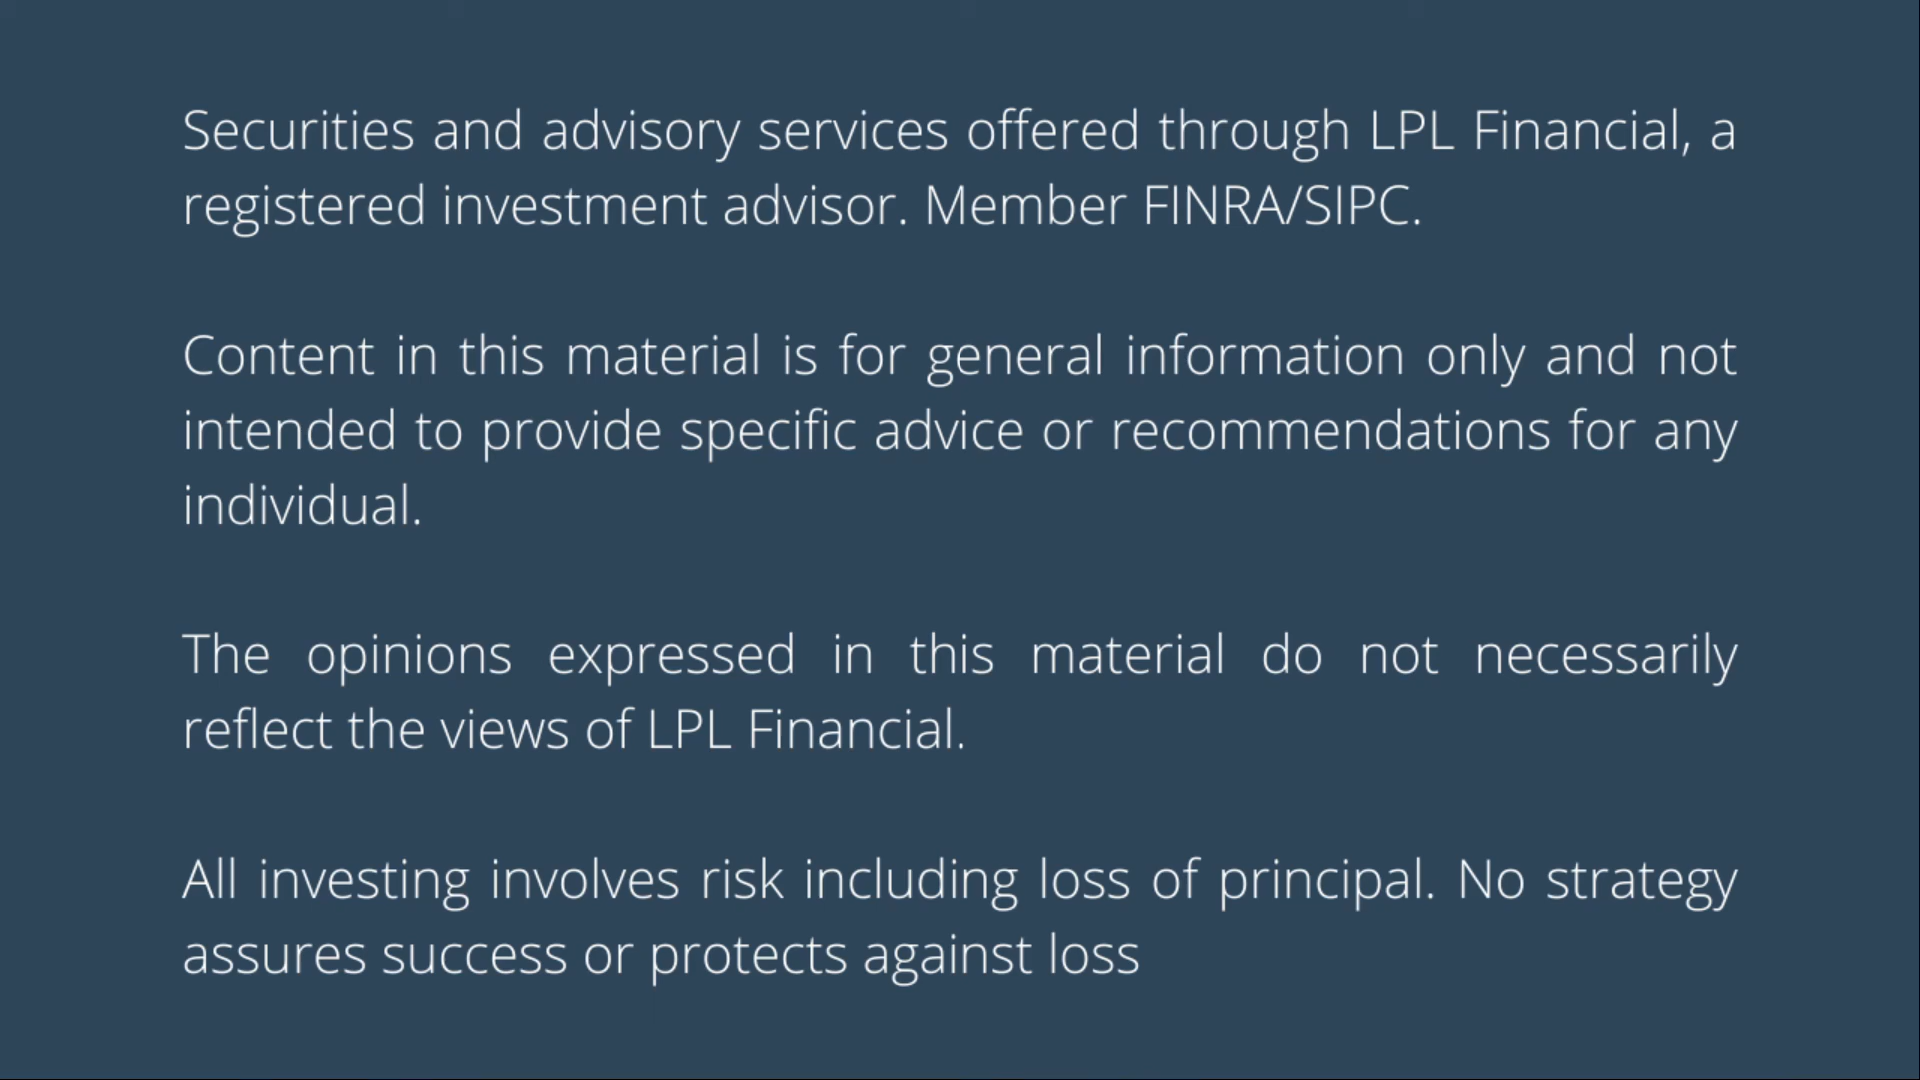 Securities and advisory services offered through LPL Financial, a
registered investment advisor. Member FINRA/SIPC.
Content in this material is for general information only and not
intended to provide specific advice or recommendations for any
individual.
The opinions expressed in this material do not necessarily
reflect the views of LPL Financial.
All investing involves risk including loss of principal. No strategy
assures success or protects against loss